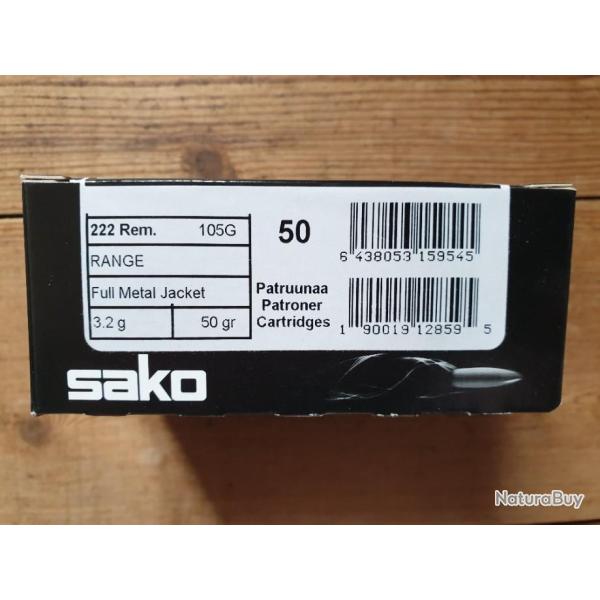 222 Rem. 105G
RANGE
Full Metal Jacket
3.2 g 50 gr
50
Patruunaa
Patroner
Cartridges
6 438053 159545
1 90019 12859 5
sako
NaturaBuy